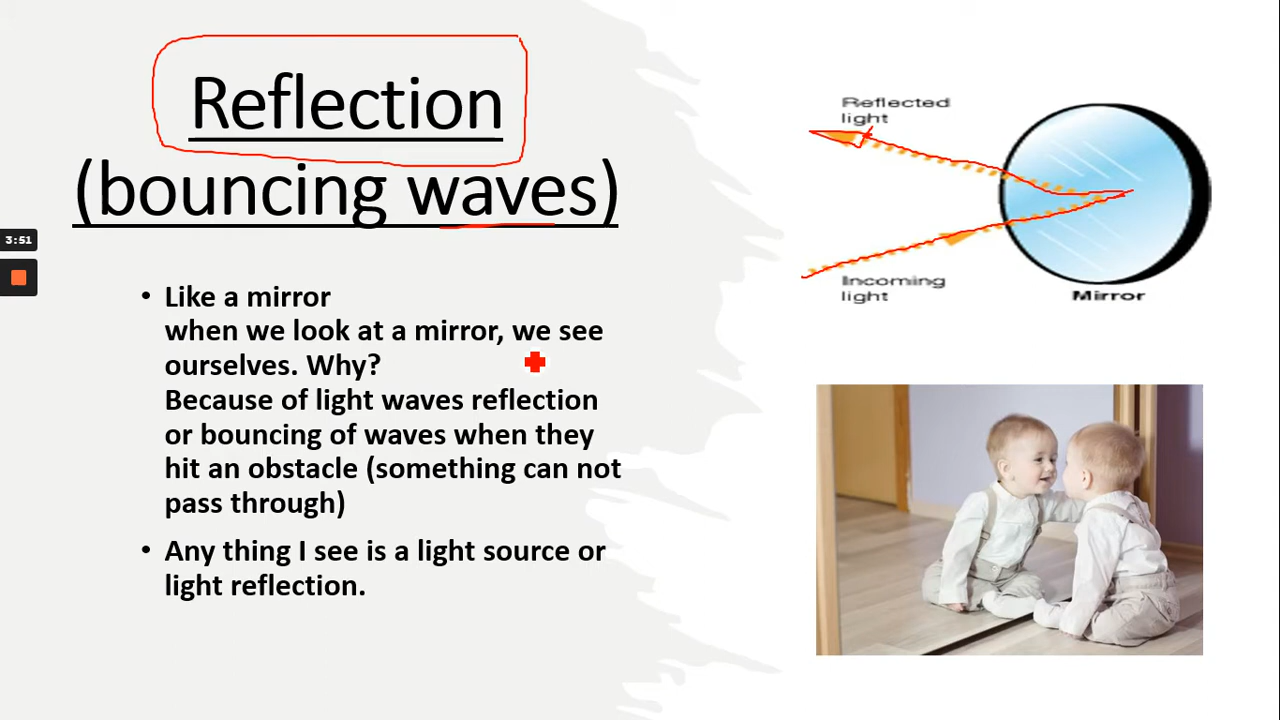 Reflection
(bouncing waves)
3:51
• Like a mirror
when we look at a mirror, we see
ourselves. Why?
Because of light waves reflection
or bouncing of waves when they
hit an obstacle (something can not
pass through)
• Any thing I see is a light source or
light reflection.
Reflected
light
Incoming
light
Mirror